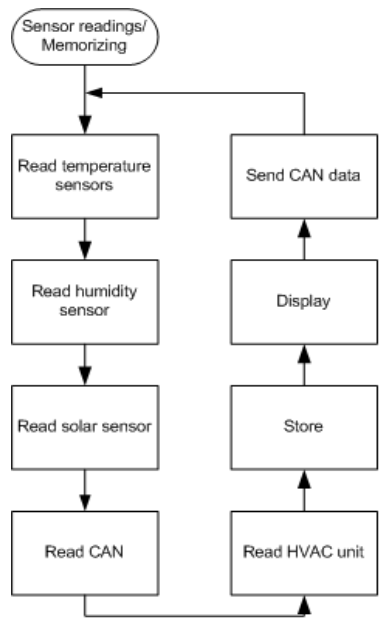 Sensor readings/
Memorizing
Read temperature
sensors
Read humidity
sensor
Read solar sensor
Read CAN
Read HVAC unit
Store
Display
Send CAN data